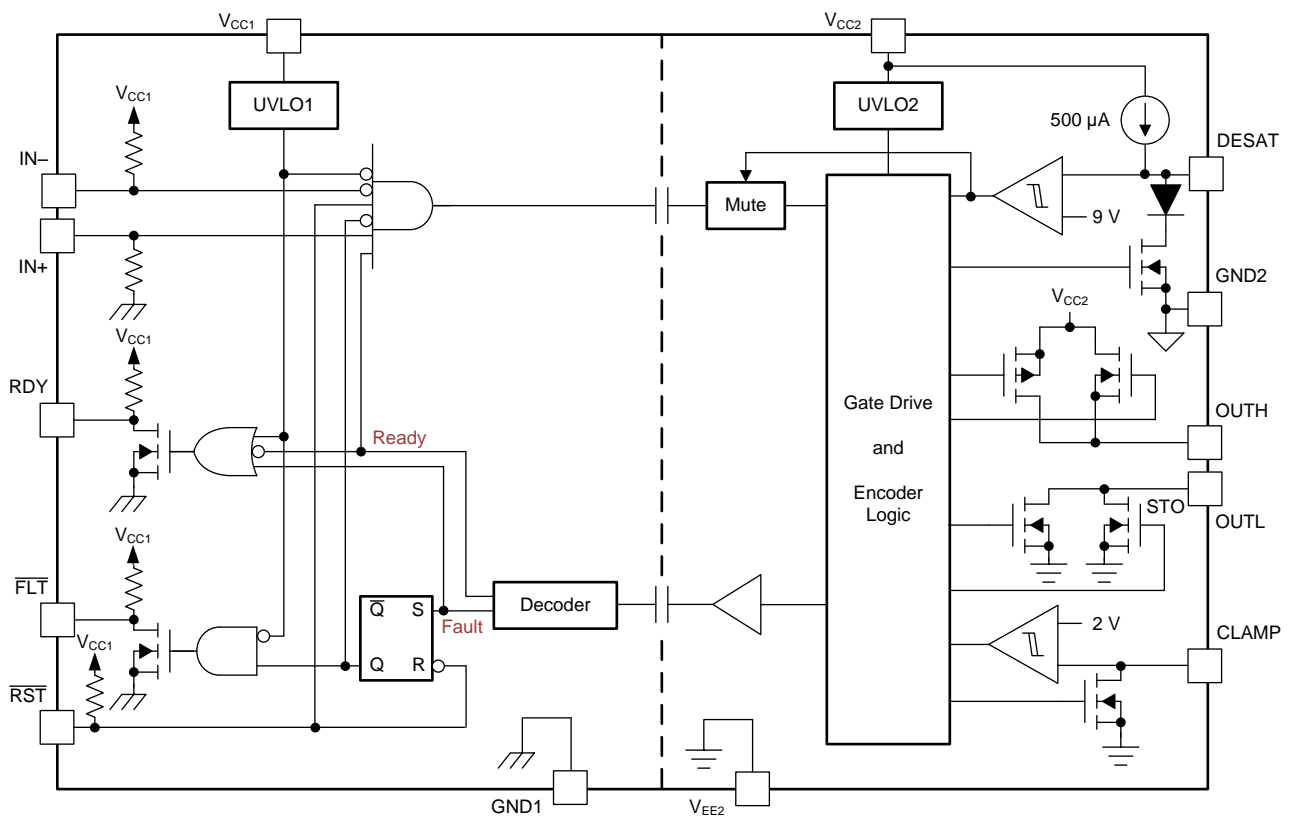 VCC1
VCC2
UVLO1
UVLO2
VCC1
500 µA
DESAT
IN–
Mute
9 V
IN+
GND2
VCC2
VCC1
RDY
Ready
Gate Drive
and
Encoder
Logic
OUTH
STO
OUTL
VCC1
FLT
Q S
Decoder
Fault
2 V
CLAMP
VCC1
Q R
RST
GND1
VEE2